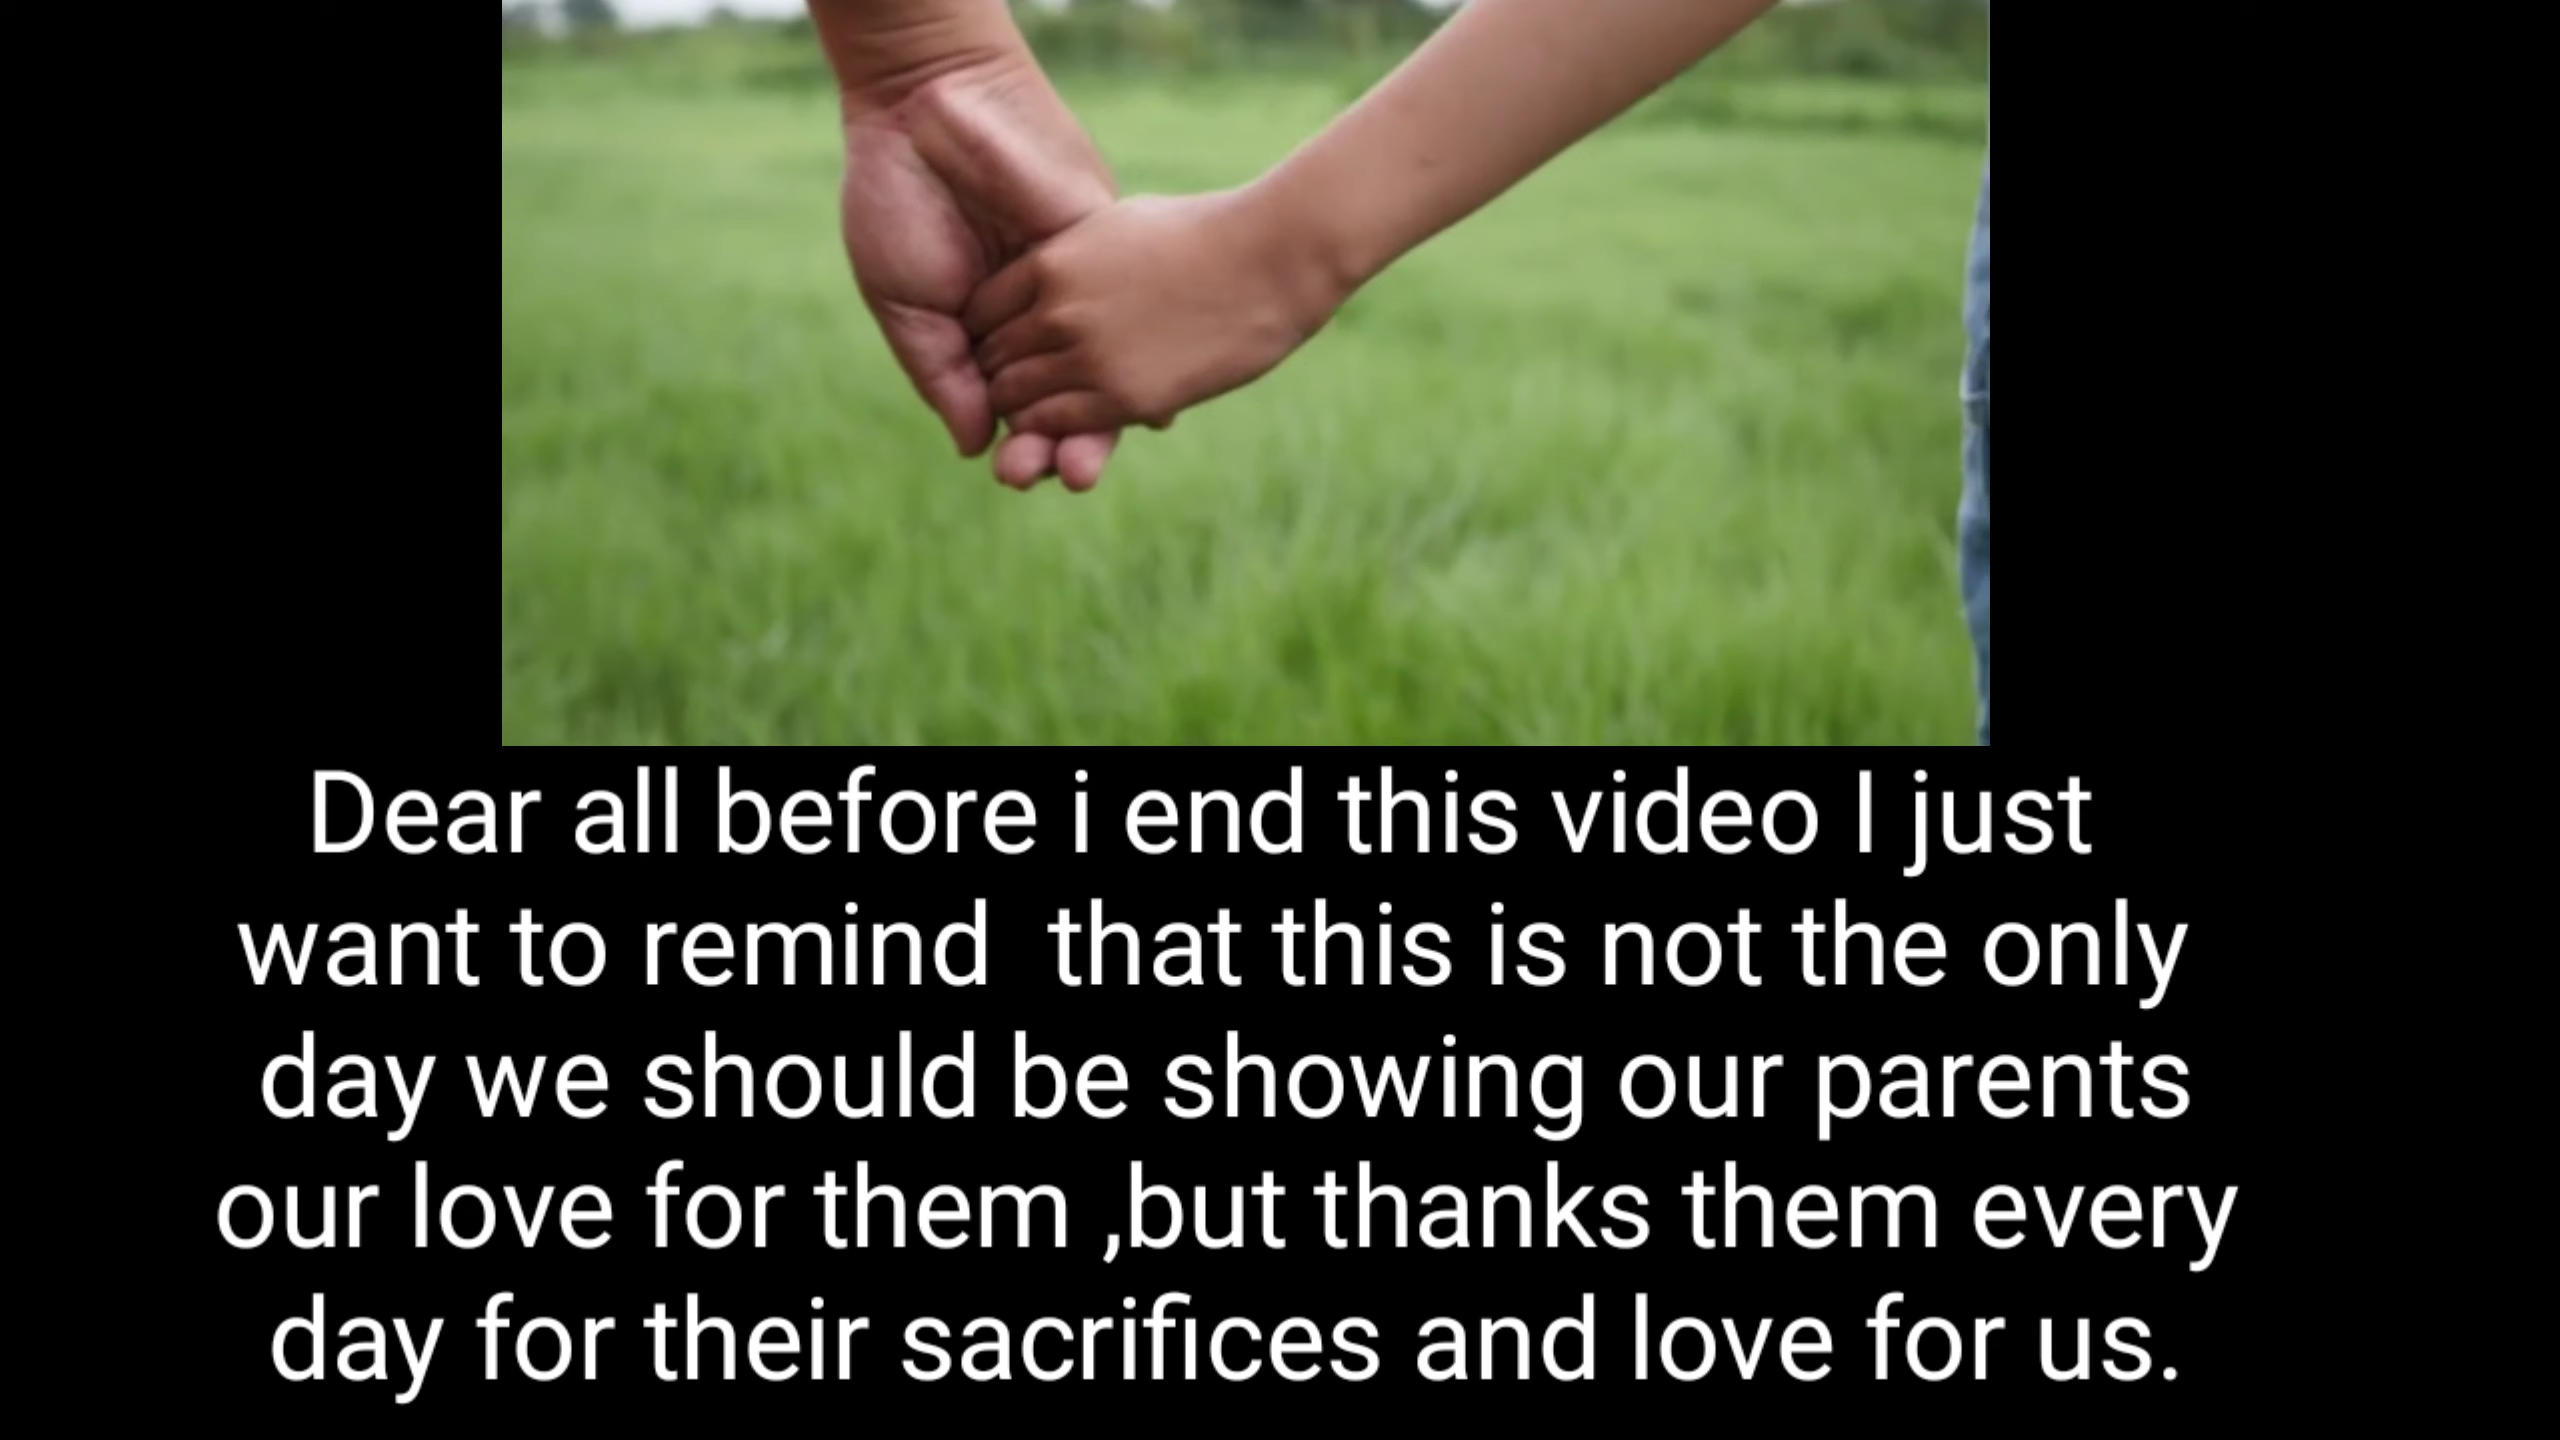 Dear all before i end this video I just
want to remind  that this is not the only
day we should be showing our parents
our love for them ,but thanks them every
day for their sacrifices and love for us.